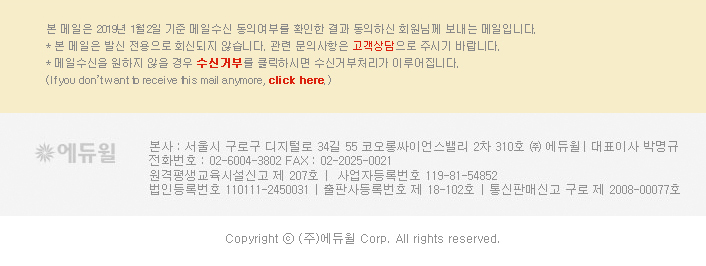 본 메일은 2019년 1월2일 기준 메일수신 동의여부를 확인한 결과 동의하신 회원님께 보내는 메일입니다.
* 본 메일은 발신 전용으로 회신되지 않습니다. 관련 문의사항은 고객상담으로 주시기 바랍니다.
* 메일수신을 원하지 않을 경우 수신거부를 클릭하시면 수신거부처리가 이루어집니다.
(If you don't want to receive this mail anymore, click here.)
에듀윌
본사 : 서울시 구로구 디지털로 34길 55 코오롱싸이언스밸리 2차 310호 ㈜ 에듀윌 | 대표이사 박명규
전화번호 : 02-6004-3802 FAX : 02-2025-0021
원격평생교육시설신고 제 207호 | 사업자등록번호 119-81-54852
법인등록번호 110111-2450031 | 출판사등록번호 제 18-102호 | 통신판매신고 구로 제 2008-00077호
Copyright ⓒ (주)에듀윌 Corp. All rights reserved.